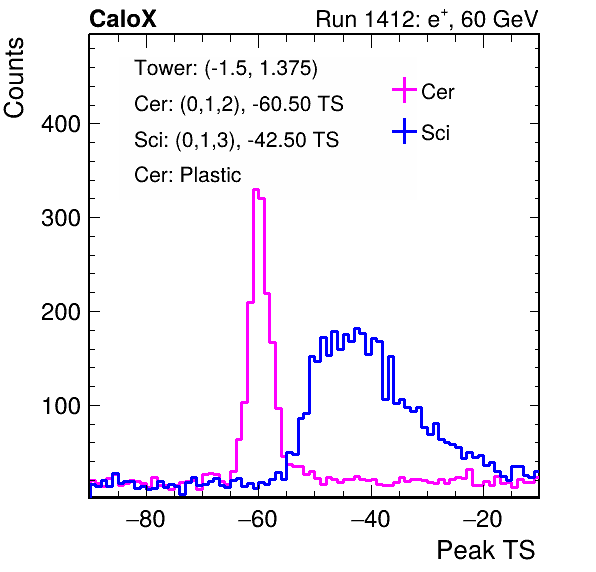 CaloX Run 1412: e⁺, 60 GeV
Counts
Tower: (-1.5, 1.375)
Cer: (0,1,2), -60.50 TS
Sci: (0,1,3), -42.50 TS
Cer: Plastic
Cer
Sci
400
300
200
100
−80 −60 −40 −20
Peak TS